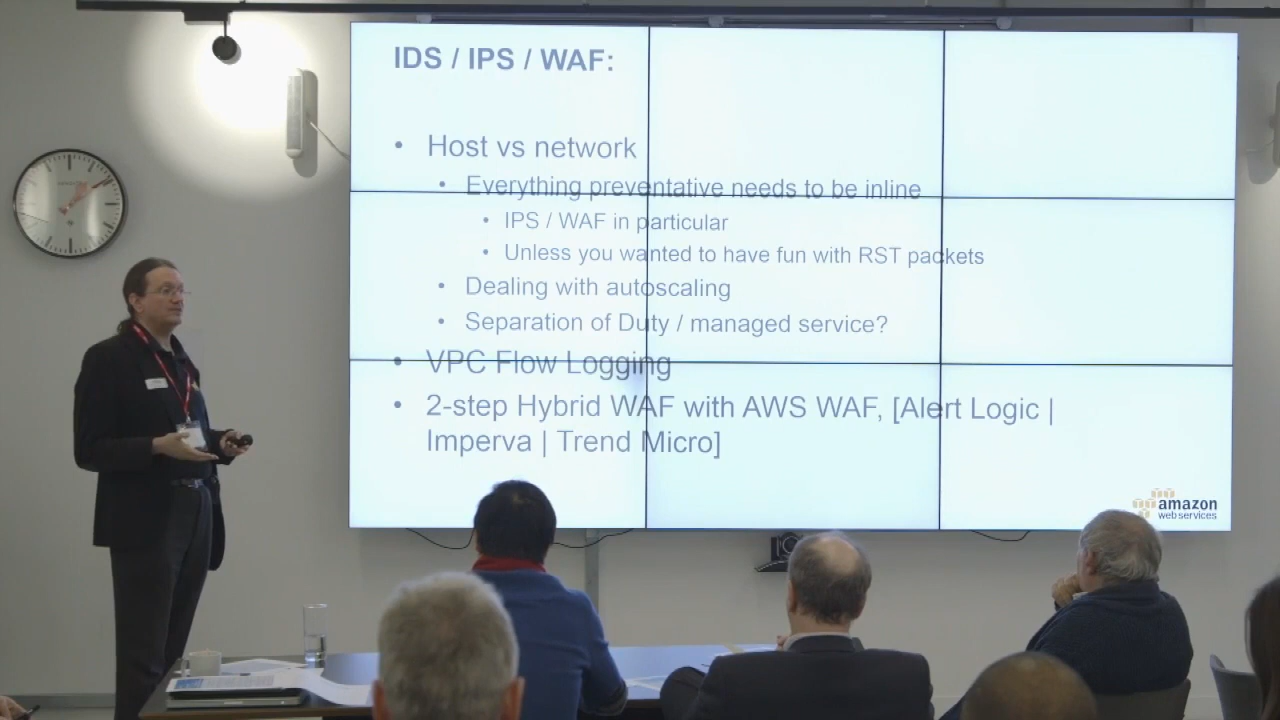 IDS / IPS / WAF:
• Host vs network
• Everything preventative needs to be inline
• IPS / WAF in particular
• Unless you wanted to have fun with RST packets
• Dealing with autoscaling
• Separation of Duty / managed service?
• VPC Flow Logging
• 2-step Hybrid WAF with AWS WAF, [Alert Logic |
Imperva | Trend Micro]
amazon
web services